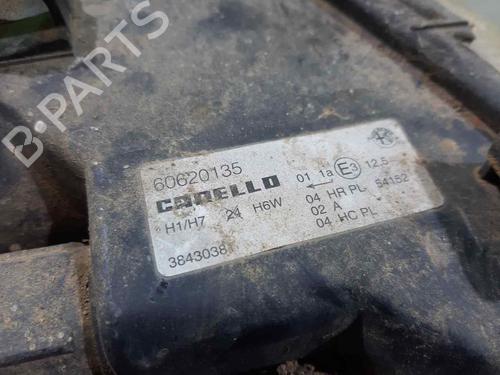 B-PARTS
60620135
CARELLO
H1/H7 24 H6W
3843038
01 1a E3 12,5
04 HR PL 54152
02 A
04 HC PL